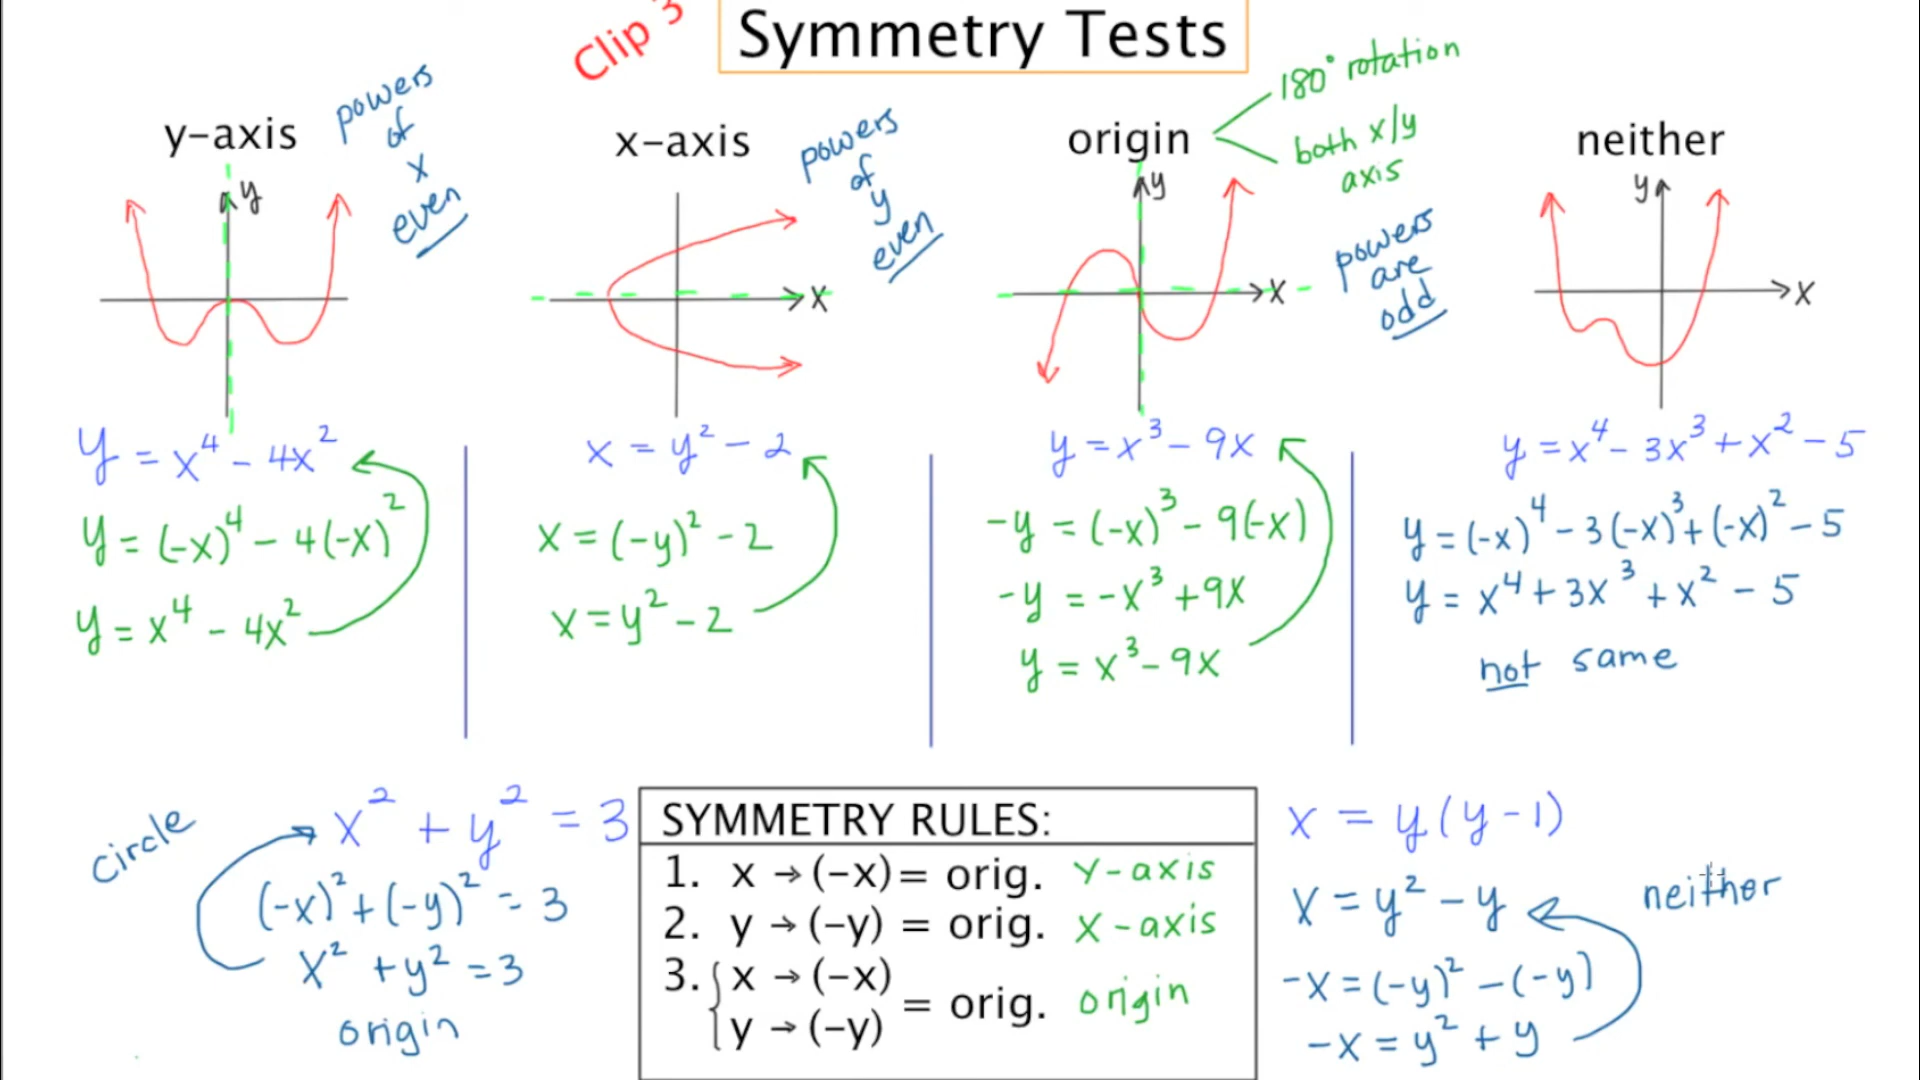 Clip 3
Symmetry Tests
y-axis
powers
of
x
even
y
y = x⁴ - 4x²
y = (-x)⁴ - 4(-x)²
y = x⁴ - 4x²
x-axis
powers
of
y
even
x
x = y² - 2
x = (-y)² - 2
x = y² - 2
origin
180° rotation
both x/y
axis
powers
are
odd
y
x
y = x³ - 9x
-y = (-x)³ - 9(-x)
-y = -x³ + 9x
y = x³ - 9x
neither
y
x
y = x⁴ - 3x³ + x² - 5
y = (-x)⁴ - 3(-x)³ + (-x)² - 5
y = x⁴ + 3x³ + x² - 5
not same
circle
x² + y² = 3
(-x)² + (-y)² = 3
x² + y² = 3
origin
SYMMETRY RULES:
1. x → (-x) = orig. y-axis
2. y → (-y) = orig. x-axis
3. { x → (-x)
y → (-y) = orig. origin
x = y(y-1)
x = y² - y
neither
-x = (-y)² - (-y)
-x = y² + y